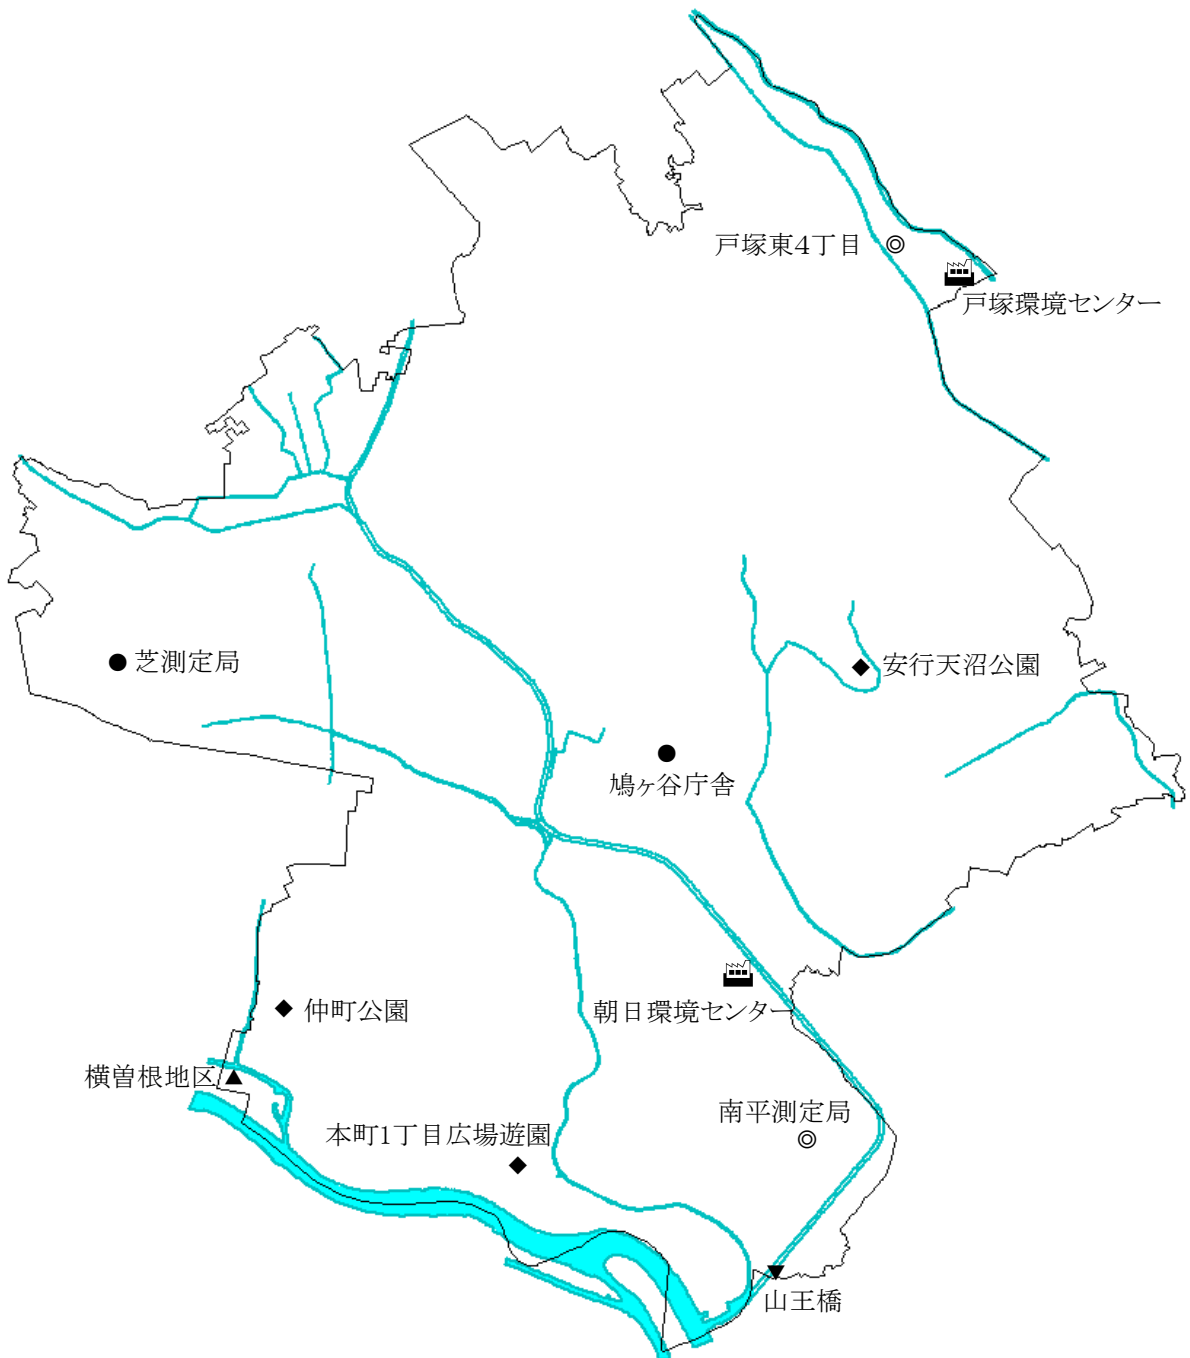 戸塚東4丁目
戸塚環境センター
芝測定局
安行天沼公園
鳩ヶ谷庁舎
朝日環境センター
仲町公園
横曽根地区
南平測定局
本町1丁目広場遊園
山王橋